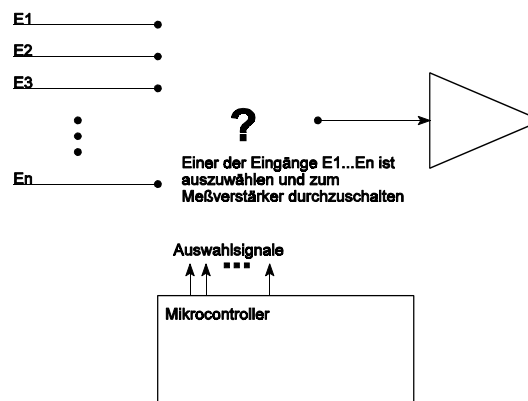 E1
E2
E3
En
?
Einer der Eingänge E1...En ist
auszuwählen und zum
Meßverstärker durchzuschalten
Auswahlsignale
Mikrocontroller